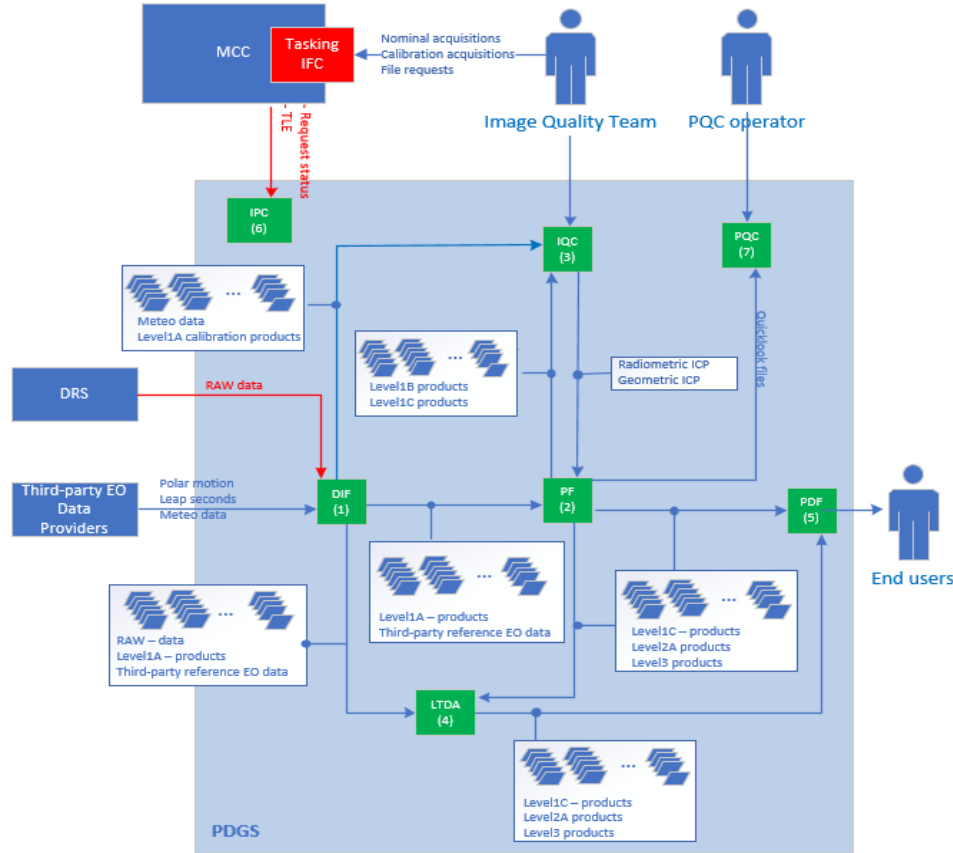 MCC
Tasking
IFC
Nominal acquisitions
Calibration acquisitions
File requests
Image Quality Team
PQC operator
- Request status
- TLE
IPC
(6)
IQC
(3)
PQC
(7)
...
Meteo data
Level1A calibration products
...
Level1B products
Level1C products
Radiometric ICP
Geometric ICP
Quicklook files
DRS
RAW data
Third-party EO
Data
Providers
Polar motion
Leap seconds
Meteo data
DIF
(1)
PF
(2)
PDF
(5)
End users
...
RAW – data
Level1A – products
Third-party reference EO data
...
Level1A – products
Third-party reference EO data
...
Level1C – products
Level2A products
Level3 products
LTDA
(4)
...
Level1C – products
Level2A products
Level3 products
PDGS